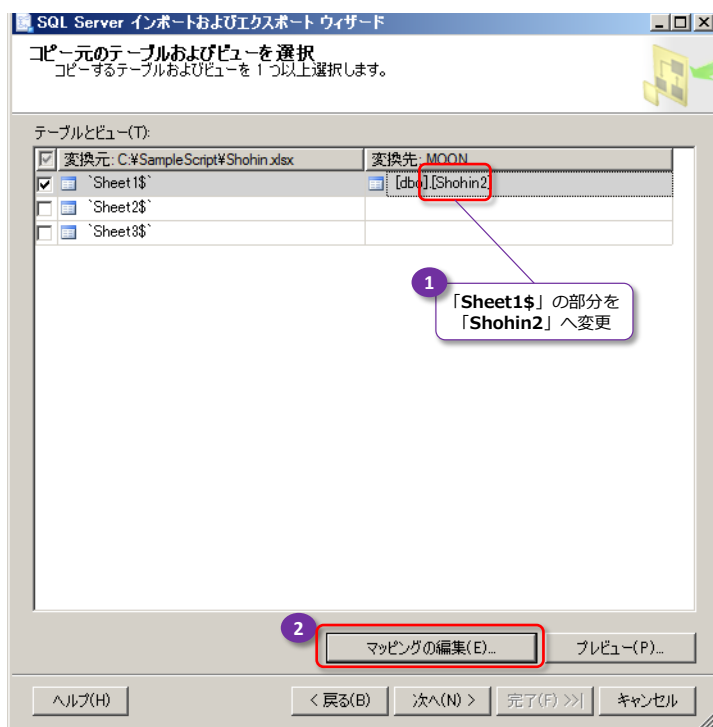 SQL Server インポートおよびエクスポート ウィザード
コピー元のテーブルおよびビューを選択
コピーするテーブルおよびビューを 1 つ以上選択します。
テーブルとビュー(T):
変換元: C:¥SampleScript¥Shohin.xlsx 変換先: MOON
`Sheet1$` [dbo].[Shohin2]
`Sheet2$`
`Sheet3$`
1
「Sheet1$」の部分を
「Shohin2」へ変更
2
マッピングの編集(E)... プレビュー(P)...
ヘルプ(H) < 戻る(B) 次へ(N) > 完了(F) >>| キャンセル